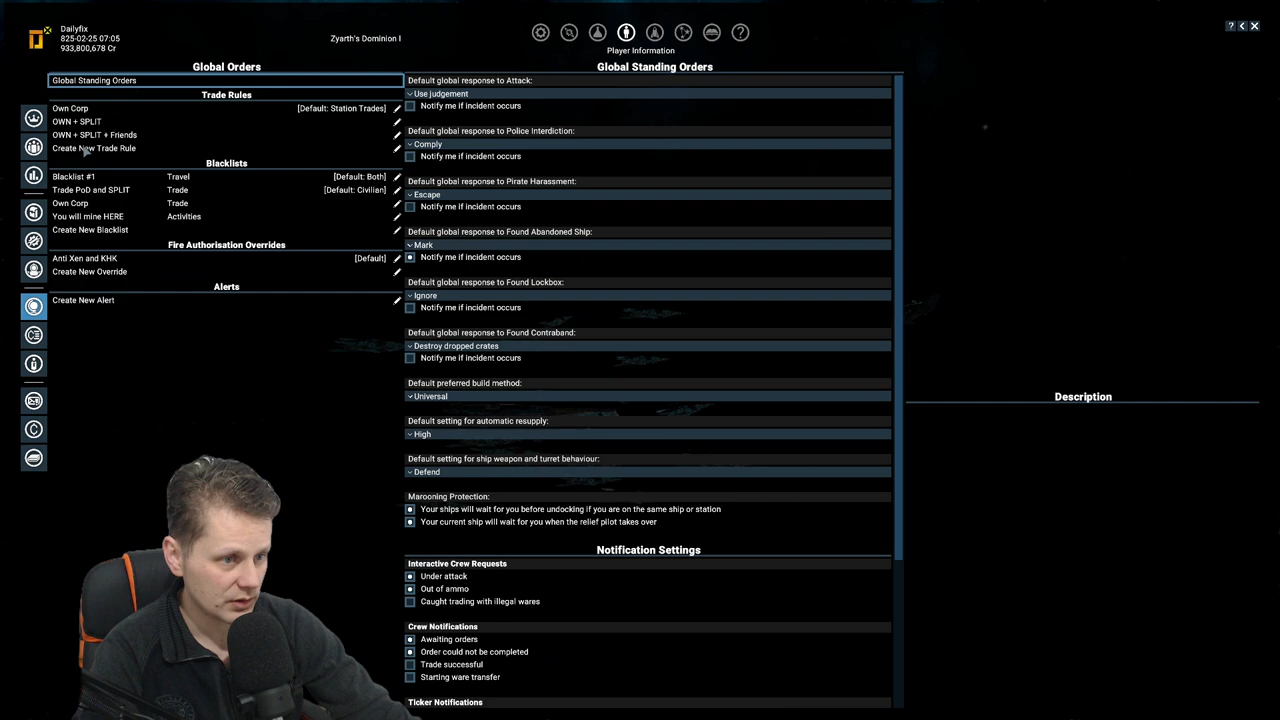 Dailyfix
825-02-25 07:05
933,800,678 Cr
Zyarth's Dominion I
Player Information
Global Orders
Global Standing Orders
Trade Rules
Own Corp [Default: Station Trades]
OWN + SPLIT
OWN + SPLIT + Friends
Create New Trade Rule
Blacklists
Blacklist #1 Travel [Default: Both]
Trade PoD and SPLIT Trade [Default: Civilian]
Own Corp Trade
You will mine HERE Activities
Create New Blacklist
Fire Authorisation Overrides
Anti Xen and KHK [Default]
Create New Override
Alerts
Create New Alert
Global Standing Orders
Default global response to Attack:
Use judgement
Notify me if incident occurs
Default global response to Police Interdiction:
Comply
Notify me if incident occurs
Default global response to Pirate Harassment:
Escape
Notify me if incident occurs
Default global response to Found Abandoned Ship:
Mark
Notify me if incident occurs
Default global response to Found Lockbox:
Ignore
Notify me if incident occurs
Default global response to Found Contraband:
Destroy dropped crates
Notify me if incident occurs
Default preferred build method:
Universal
Default setting for automatic resupply:
High
Default setting for ship weapon and turret behaviour:
Defend
Marooning Protection:
Your ships will wait for you before undocking if you are on the same ship or station
Your current ship will wait for you when the relief pilot takes over
Notification Settings
Interactive Crew Requests
Under attack
Out of ammo
Caught trading with illegal wares
Crew Notifications
Awaiting orders
Order could not be completed
Trade successful
Starting ware transfer
Ticker Notifications
Description